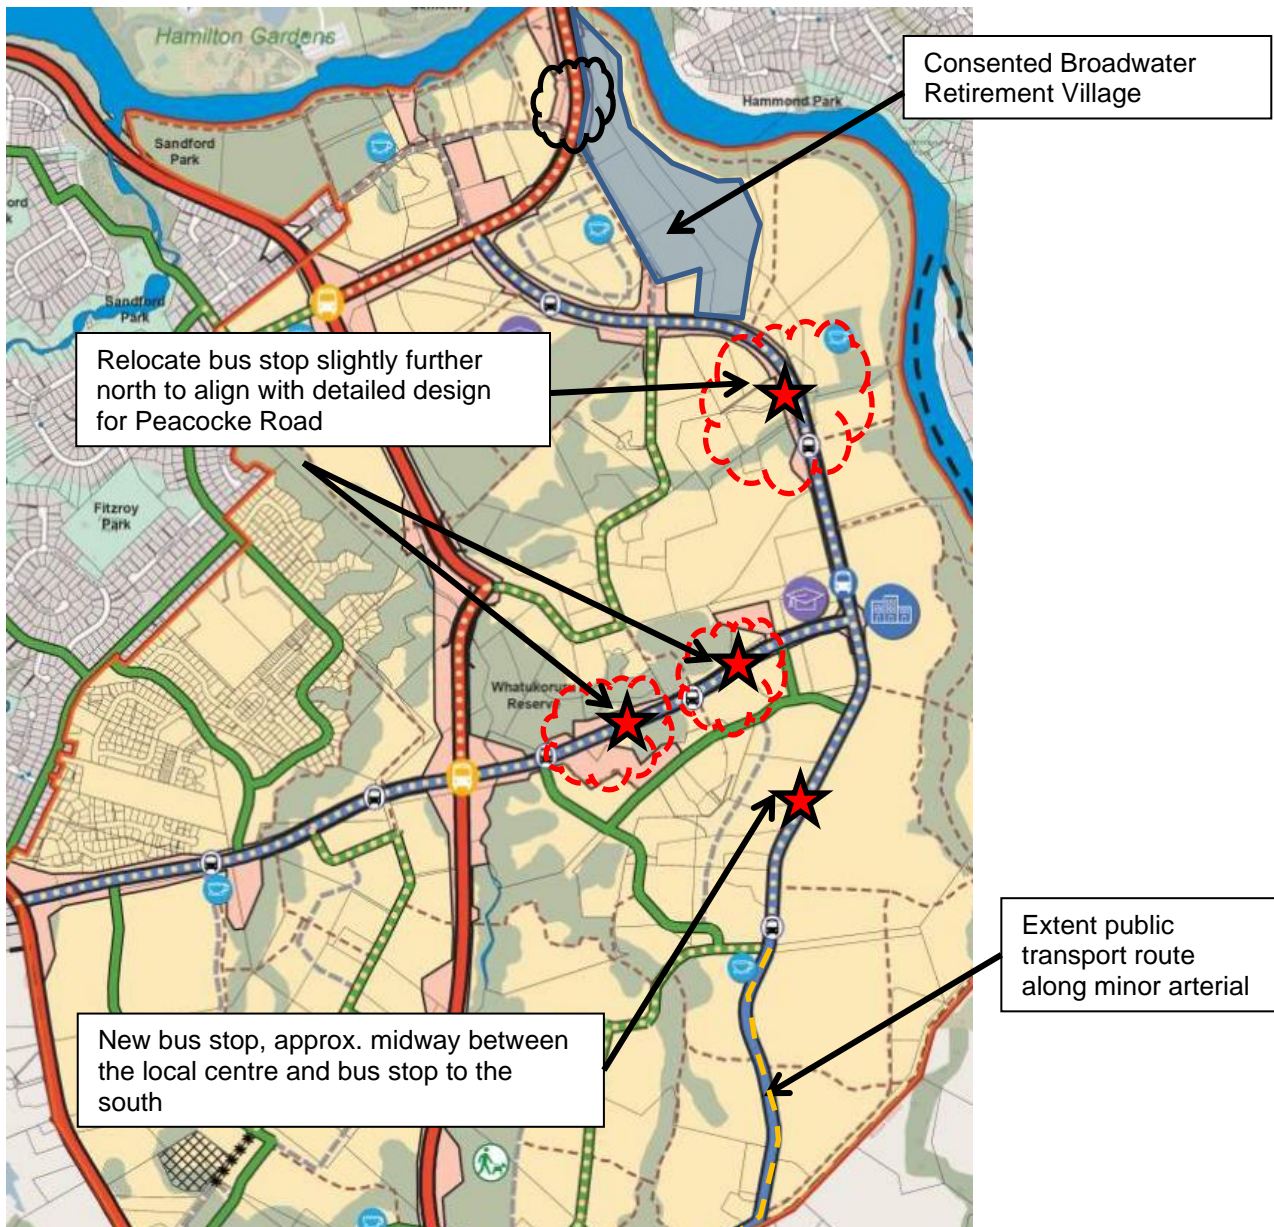 Hamilton Gardens
Consented Broadwater
Retirement Village
Hammond Park
Sandford
Park
Sandford
Park
Relocate bus stop slightly further
north to align with detailed design
for Peacocke Road
Fitzroy
Park
Reserve
Extent public
transport route
along minor arterial
New bus stop, approx. midway between
the local centre and bus stop to the
south